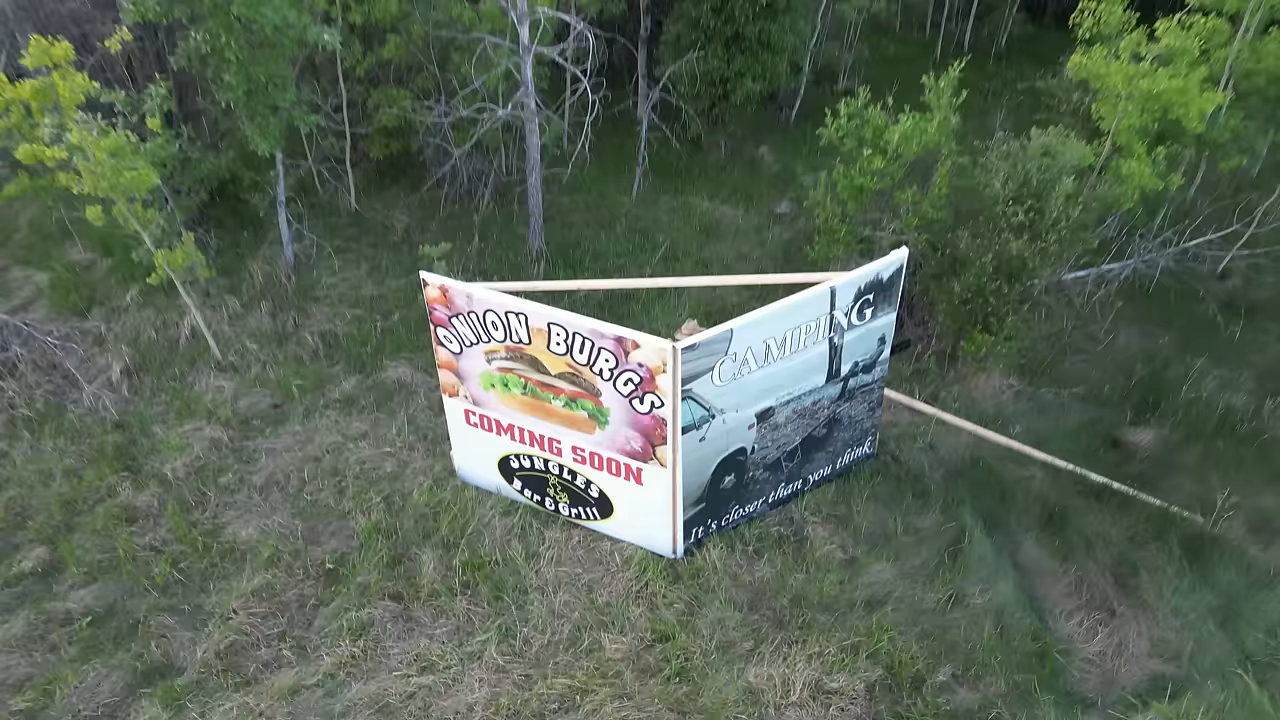 ONION BURGS
COMING SOON
JUNGLES
Bar & Grill
CAMPING
It's closer than you think